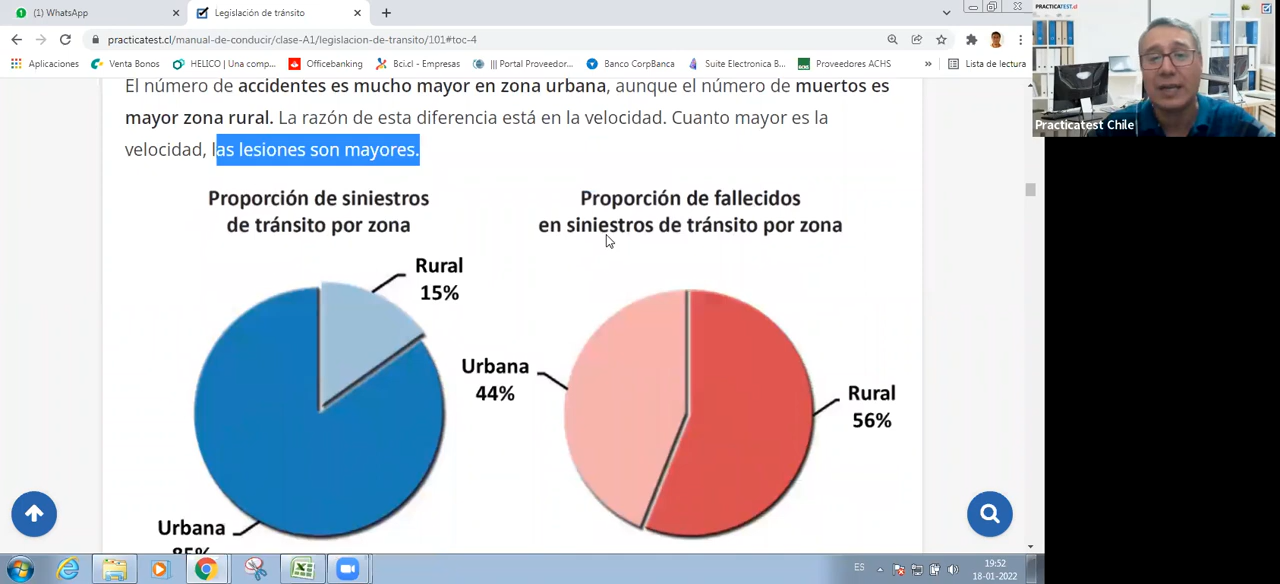 (1) WhatsApp
Legislación de tránsito
practicatest.cl/manual-de-conducir/clase-A1/legislacion-de-transito/101#toc-4
Aplicaciones
Venta Bonos
HELICO | Una comp...
Officebanking
Bci.cl - Empresas
||| Portal Proveedor...
Banco CorpBanca
Suite Electronica B...
Proveedores ACHS
»
Lista de lectura
PRACTICATEST.cl
Practicatest Chile
El número de accidentes es mucho mayor en zona urbana, aunque el número de muertos es
mayor zona rural. La razón de esta diferencia está en la velocidad. Cuanto mayor es la
velocidad, las lesiones son mayores.
Proporción de siniestros
de tránsito por zona
Rural
15%
Urbana
85%
Proporción de fallecidos
en siniestros de tránsito por zona
Urbana
44%
Rural
56%
ES
19:52
18-01-2022